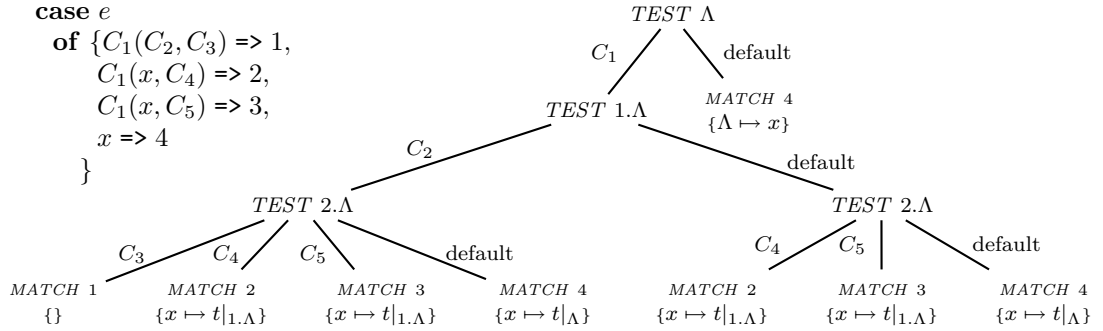 case e
of {C₁(C₂, C₃) => 1,
C₁(x, C₄) => 2,
C₁(x, C₅) => 3,
x => 4
}
TEST Λ
C₁
default
TEST 1.Λ
MATCH 4
{Λ ↦ x}
C₂
default
TEST 2.Λ
TEST 2.Λ
C₃
C₄
C₅
default
C₄
C₅
default
MATCH 1
{}
MATCH 2
{x ↦ t|₁.Λ}
MATCH 3
{x ↦ t|₁.Λ}
MATCH 4
{x ↦ t|Λ}
MATCH 2
{x ↦ t|₁.Λ}
MATCH 3
{x ↦ t|₁.Λ}
MATCH 4
{x ↦ t|Λ}